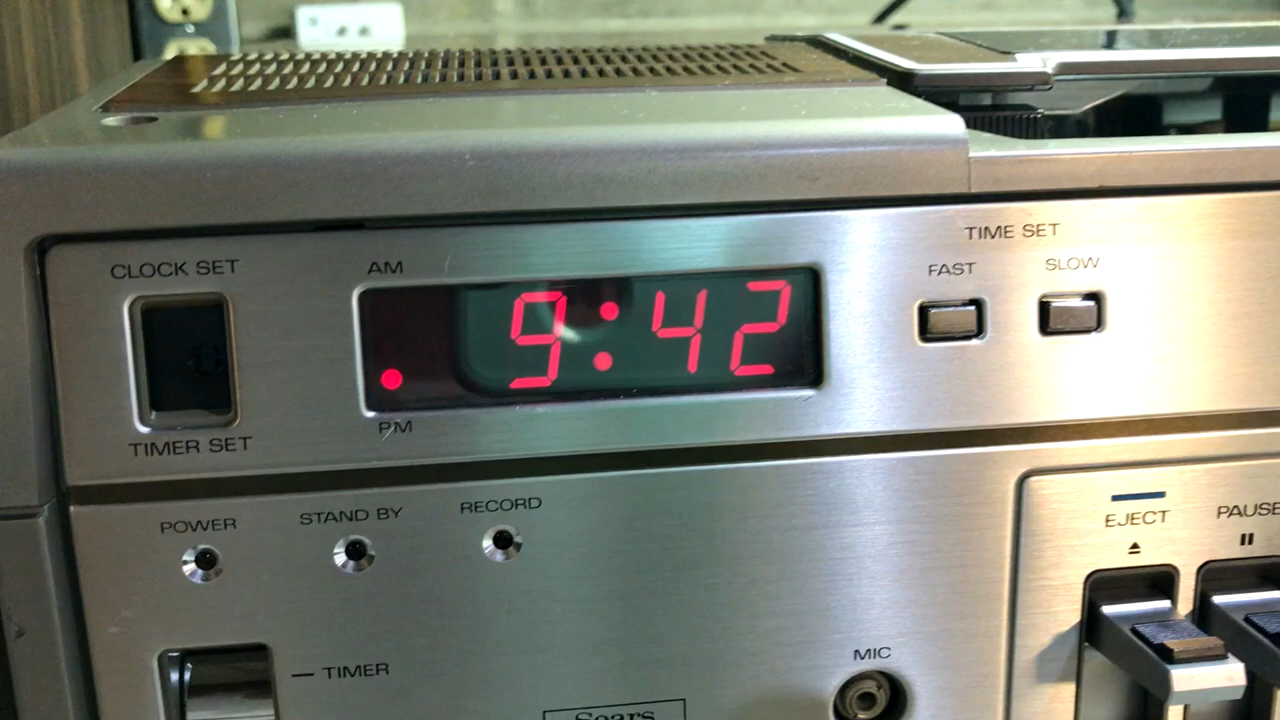 TIME SET
CLOCK SET
AM
FAST
SLOW
9:42
PM
TIMER SET
POWER
STAND BY
RECORD
EJECT
PAUSE
TIMER
MIC
Sears